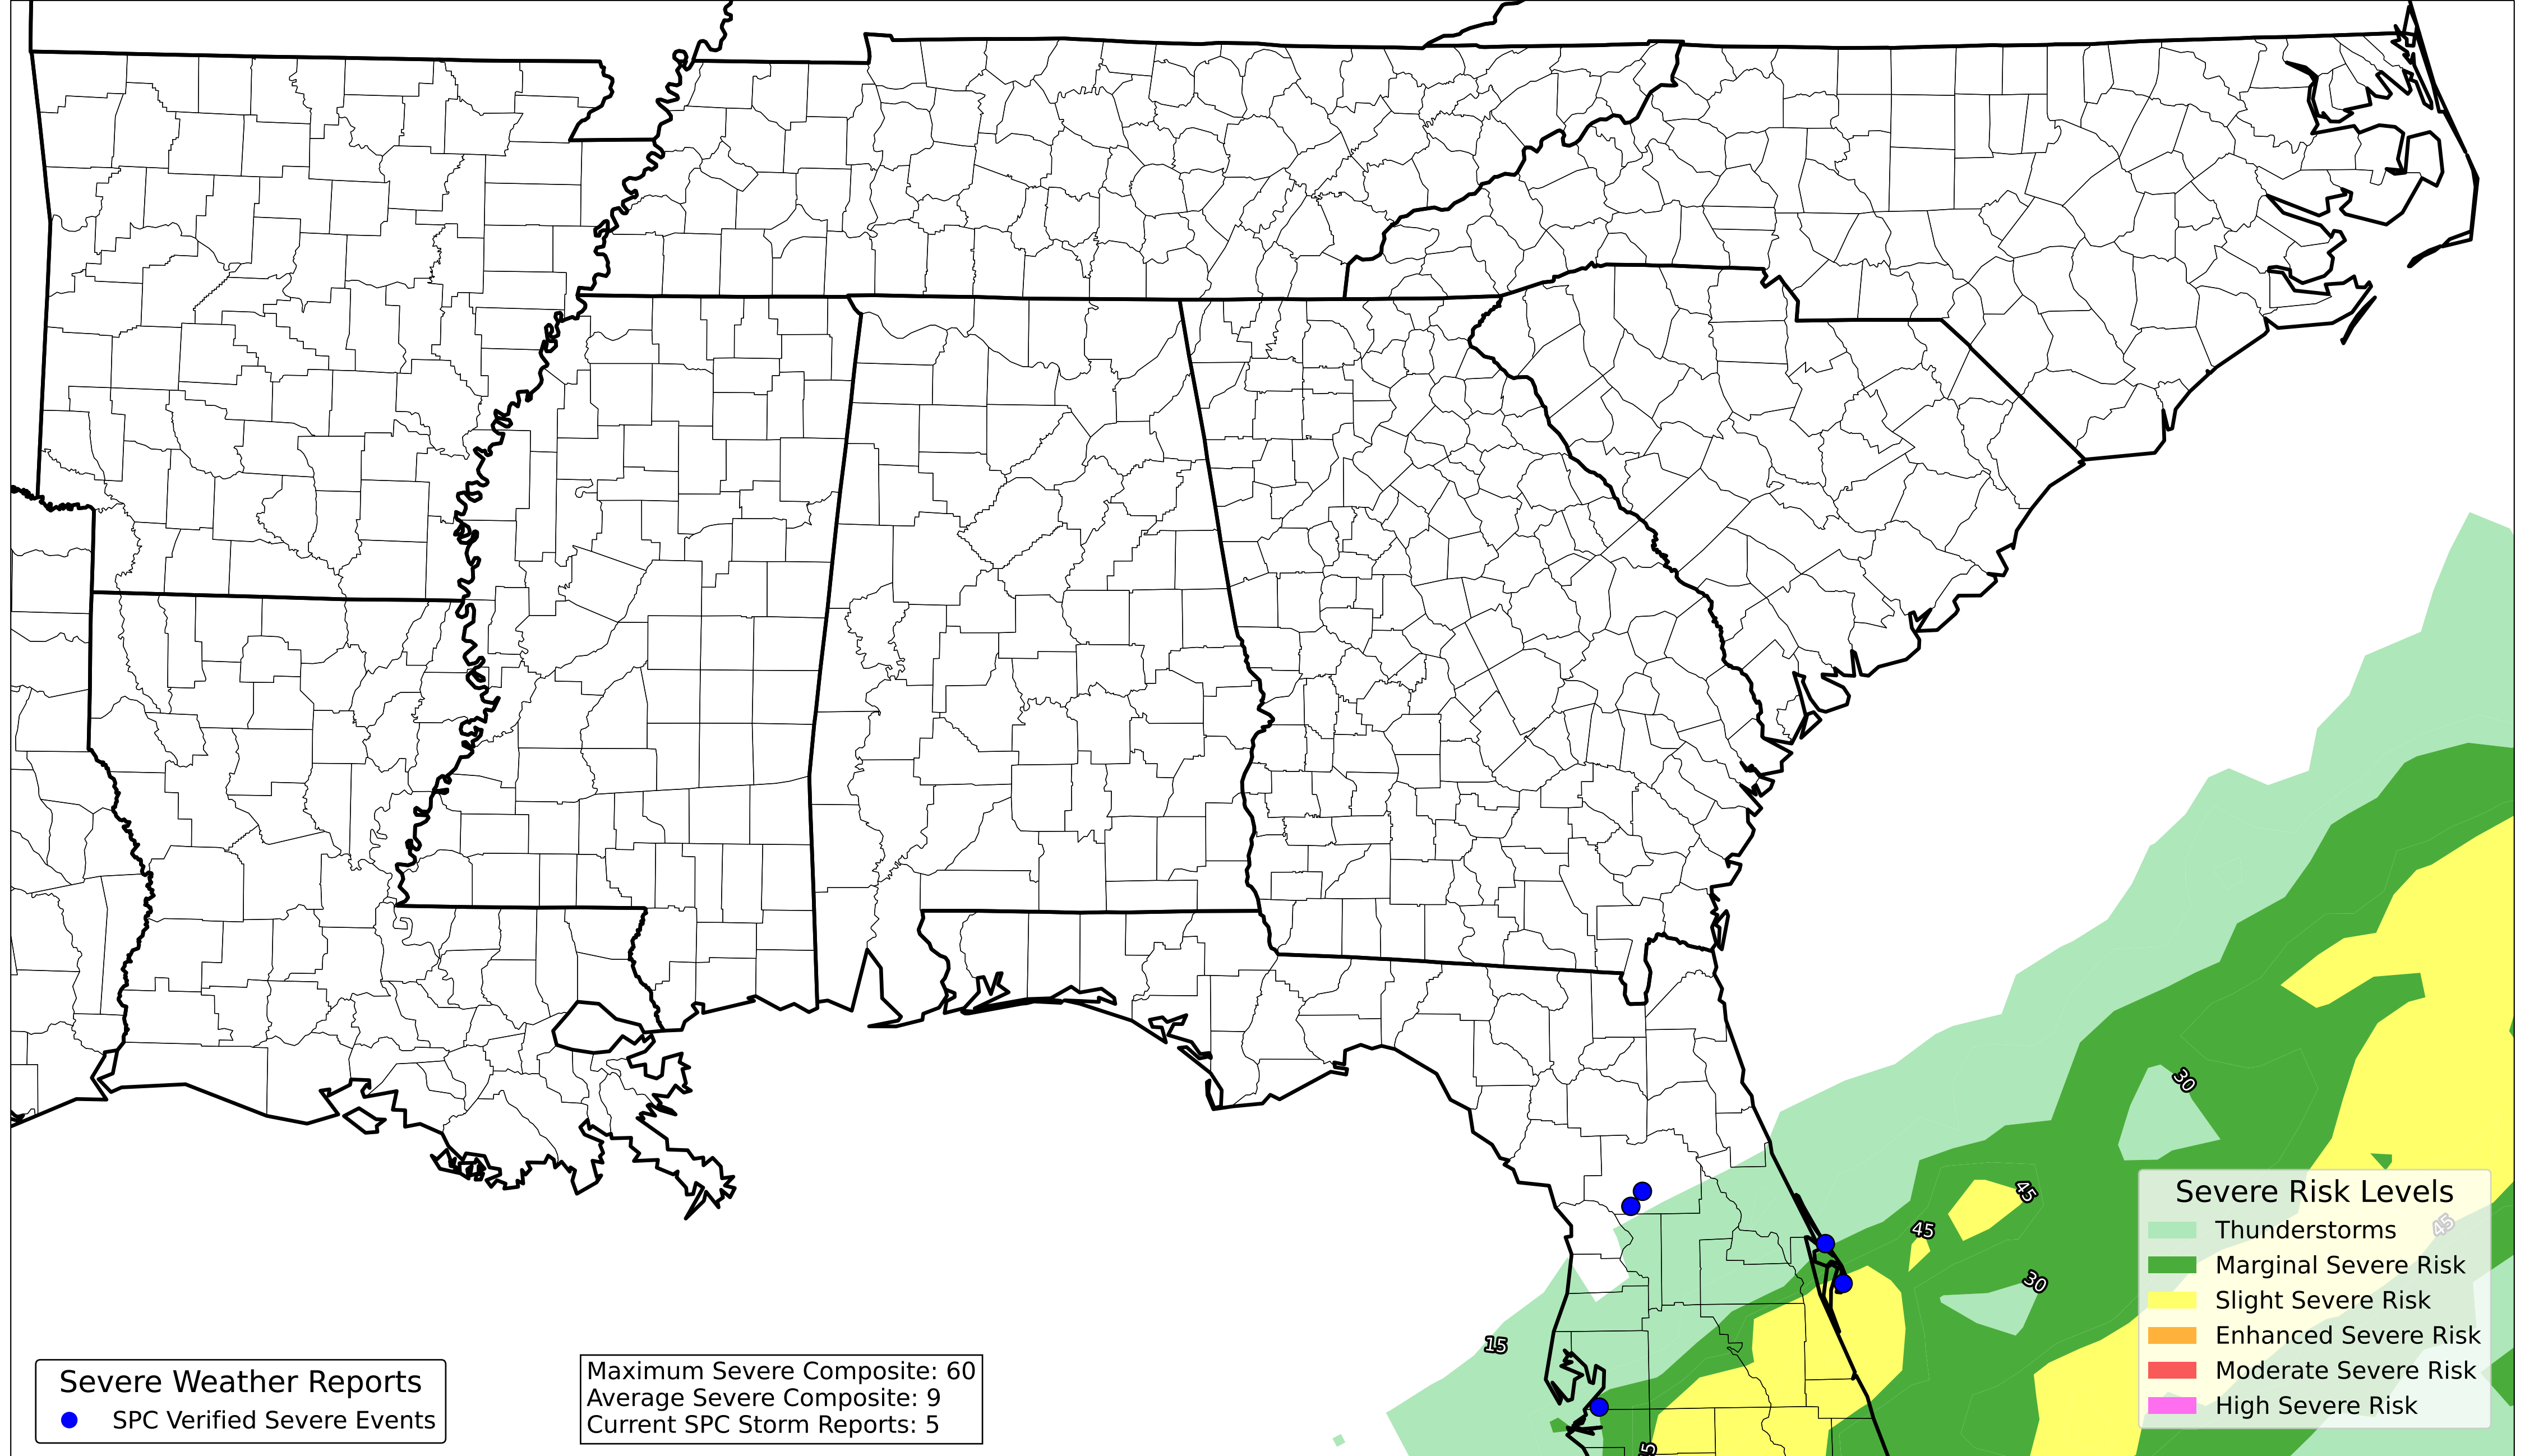 30
45
45
45
30
15
5
Severe Risk Levels
Thunderstorms
Marginal Severe Risk
Slight Severe Risk
Enhanced Severe Risk
Moderate Severe Risk
High Severe Risk
Severe Weather Reports
SPC Verified Severe Events
Maximum Severe Composite: 60
Average Severe Composite: 9
Current SPC Storm Reports: 5